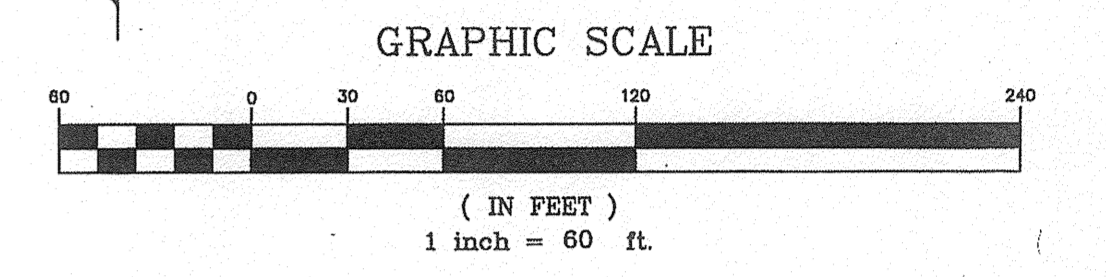 GRAPHIC SCALE
60 0 30 60 120 240
( IN FEET )
1 inch = 60 ft.